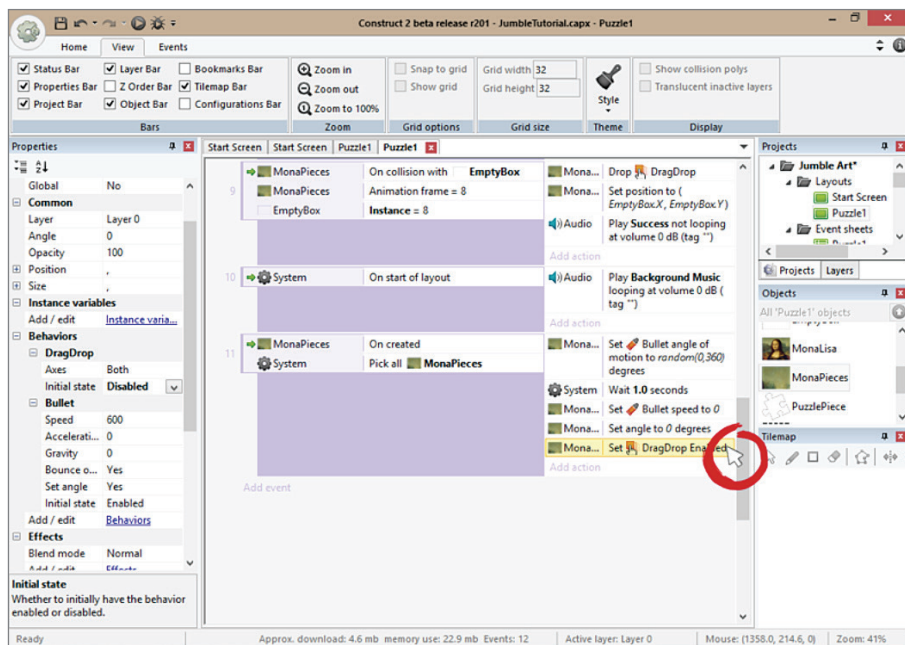 Construct 2 beta release r201 - JumbleTutorial.capx - Puzzle1
Home View Events
Status Bar Layer Bar Bookmarks Bar
Properties Bar Z Order Bar Tilemap Bar
Project Bar Object Bar Configurations Bar
Bars
Zoom in
Zoom out
Zoom to 100%
Zoom
Snap to grid
Show grid
Grid options
Grid width 32
Grid height 32
Grid size
Style
Theme
Show collision polys
Translucent inactive layers
Display
Properties
Global No
Common
Layer Layer 0
Angle 0
Opacity 100
Position ,
Size ,
Instance variables
Add / edit Instance varia...
Behaviors
DragDrop
Axes Both
Initial state Disabled
Bullet
Speed 600
Accelerati... 0
Gravity 0
Bounce o... Yes
Set angle Yes
Initial state Enabled
Add / edit Behaviors
Effects
Blend mode Normal
Add / edit Effects
Initial state
Whether to initially have the behavior
enabled or disabled.
Start Screen Start Screen Puzzle1 Puzzle1
9
MonaPieces On collision with EmptyBox
MonaPieces Animation frame = 8
EmptyBox Instance = 8
Mona... Drop DragDrop
Mona... Set position to (
EmptyBox.X, EmptyBox.Y)
Audio Play Success not looping
at volume 0 dB (tag "")
Add action
10
System On start of layout
Audio Play Background Music
looping at volume 0 dB (
tag "")
Add action
11
MonaPieces On created
System Pick all MonaPieces
Mona... Set Bullet angle of
motion to random(0,360)
degrees
System Wait 1.0 seconds
Mona... Set Bullet speed to 0
Mona... Set angle to 0 degrees
Mona... Set DragDrop Enabled
Add action
Add event
Projects
Jumble Art*
Layouts
Start Screen
Puzzle1
Event sheets
Puzzle1
Projects Layers
Objects
All 'Puzzle1' objects
EmptyBox
MonaLisa
MonaPieces
PuzzlePiece
Tilemap
Ready Approx. download: 4.6 mb memory use: 22.9 mb Events: 12 Active layer: Layer 0 Mouse: (1358.0, 214.6, 0) Zoom: 41%